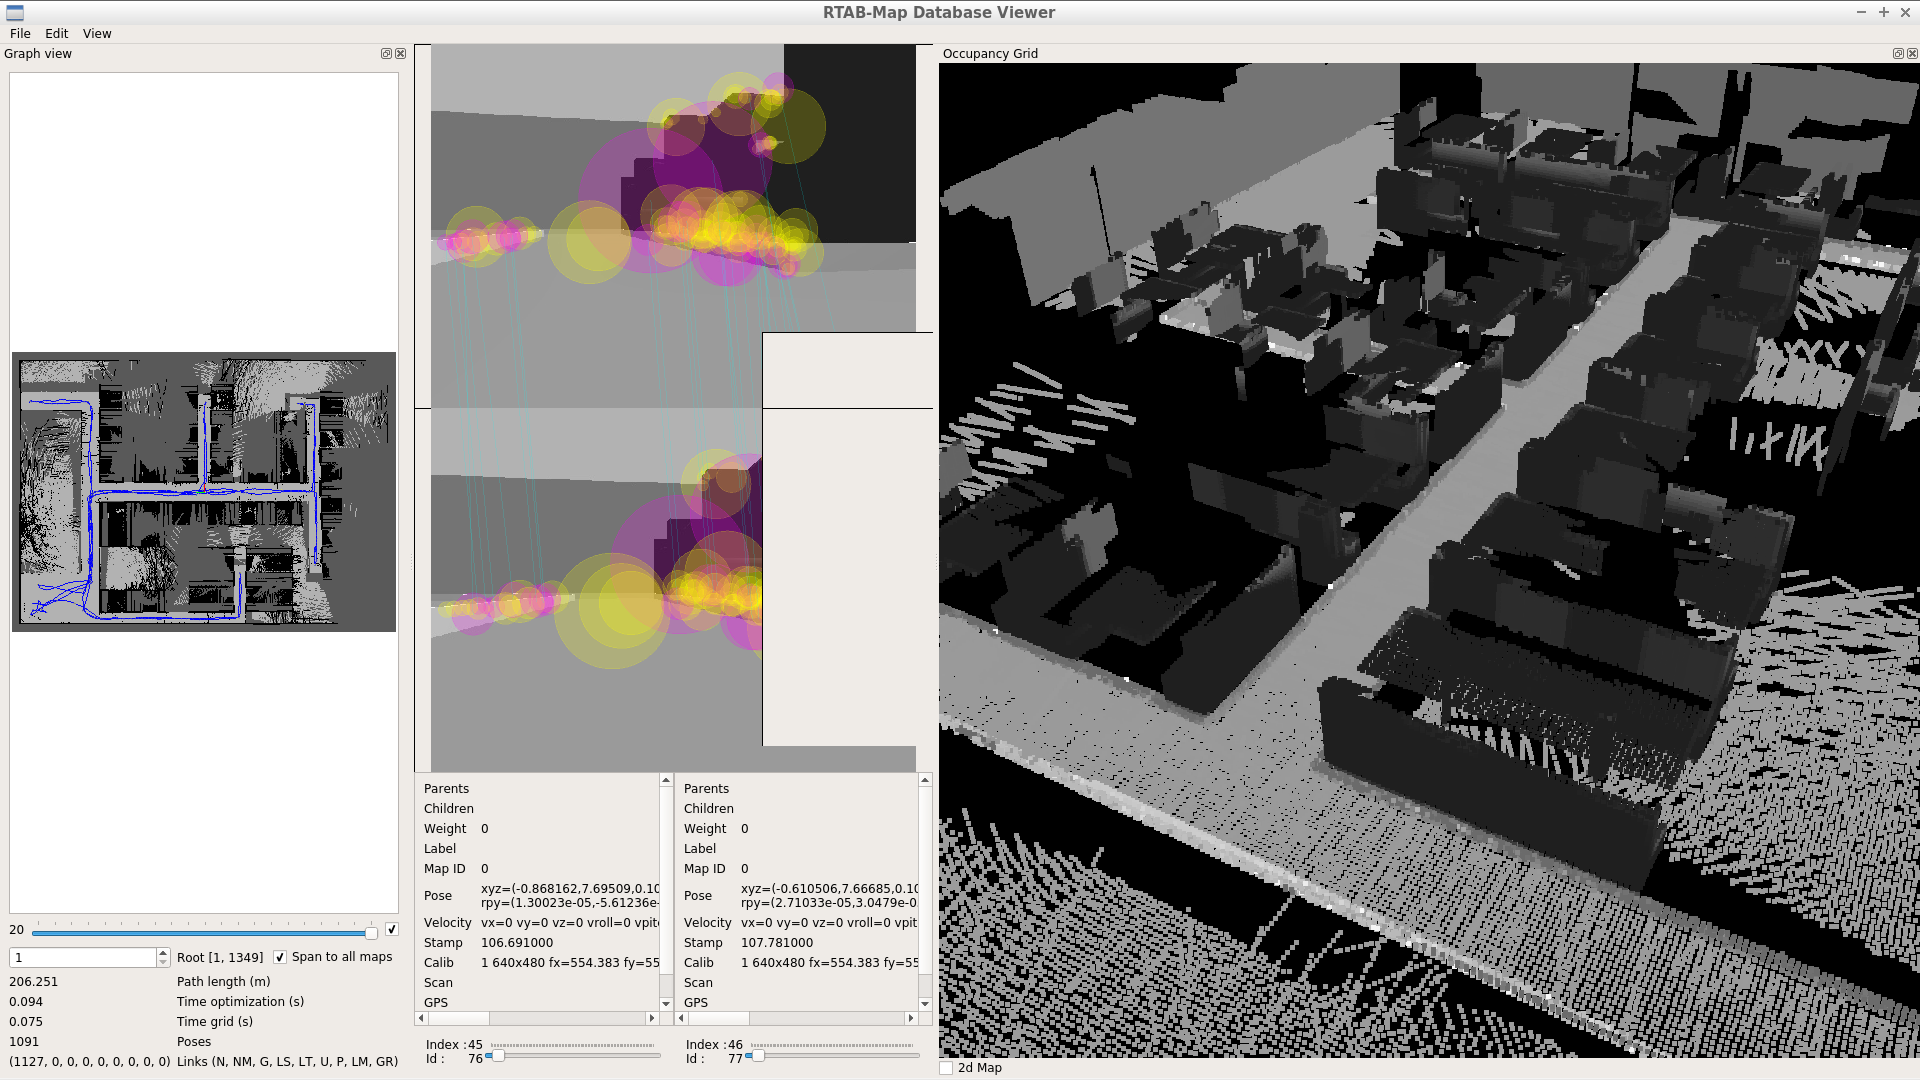 RTAB-Map Database Viewer
File Edit View
Graph view
Occupancy Grid
20
1 Root [1, 1349] Span to all maps
206.251 Path length (m)
0.094 Time optimization (s)
0.075 Time grid (s)
1091 Poses
(1127, 0, 0, 0, 0, 0, 0, 0, 0) Links (N, NM, G, LS, LT, U, P, LM, GR)
Parents
Children
Weight 0
Label
Map ID 0
Pose xyz=(-0.868162,7.69509,0.10
rpy=(1.30023e-05,-5.61236e-
Velocity vx=0 vy=0 vz=0 vroll=0 vpit
Stamp 106.691000
Calib 1 640x480 fx=554.383 fy=55
Scan
GPS
Index : 45
Id : 76
Parents
Children
Weight 0
Label
Map ID 0
Pose xyz=(-0.610506,7.66685,0.10
rpy=(2.71033e-05,3.0479e-0
Velocity vx=0 vy=0 vz=0 vroll=0 vpit
Stamp 107.781000
Calib 1 640x480 fx=554.383 fy=55
Scan
GPS
Index : 46
Id : 77
2d Map